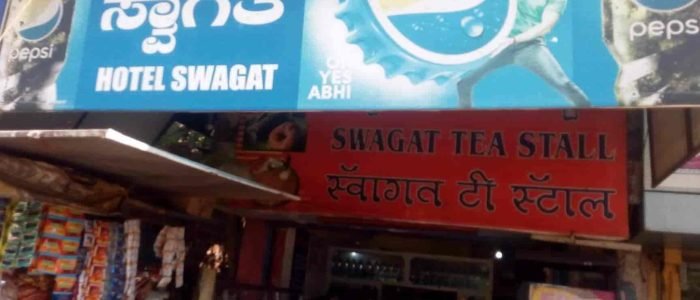 ಸ್ವಾಗತ
pepsi
HOTEL SWAGAT
OH
YES
ABHI
pepsi
SWAGAT TEA STALL
स्वॉगत टी स्टॉल